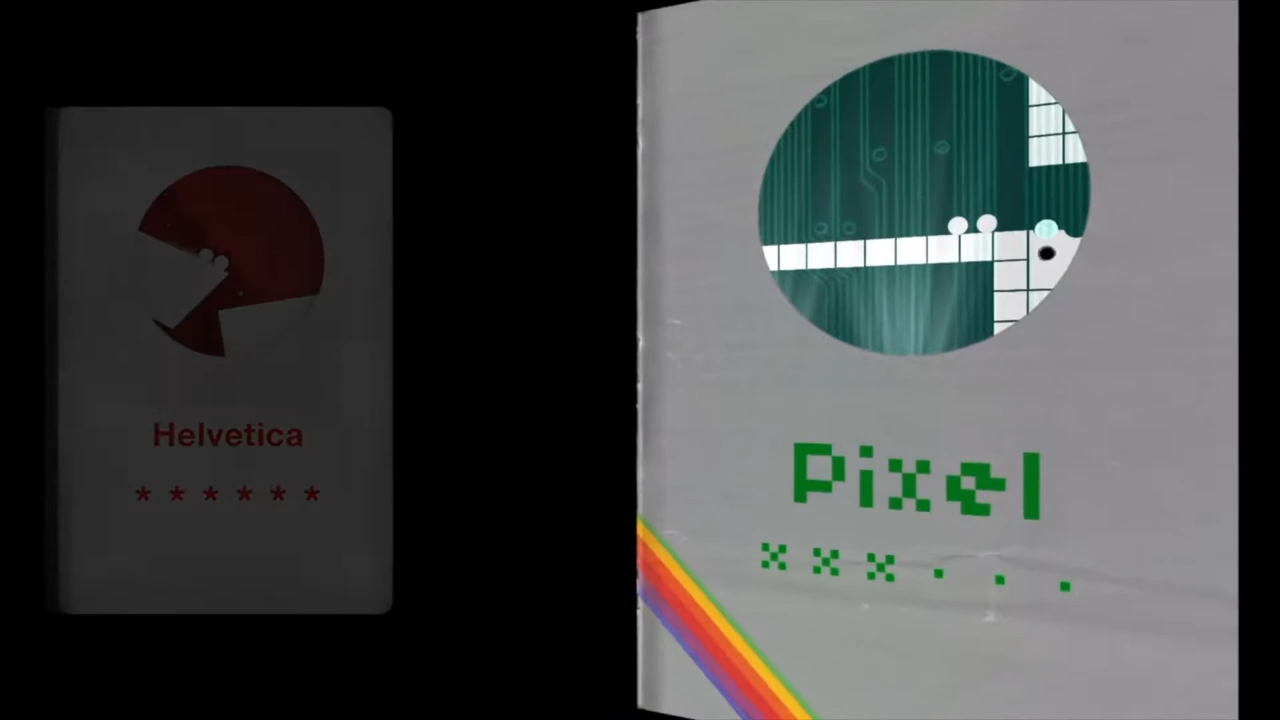 Helvetica
* * * * * *
Pixel
x x x . . .